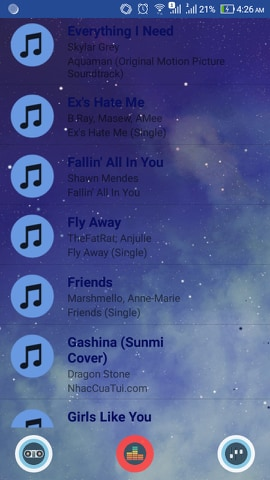 21% 4:26 AM
Everything I Need
Skylar Grey
Aquaman (Original Motion Picture
Soundtrack)
Ex's Hate Me
B Ray, Masew, AMee
Ex's Hate Me (Single)
Fallin' All In You
Shawn Mendes
Fallin' All In You
Fly Away
TheFatRat; Anjulie
Fly Away (Single)
Friends
Marshmello, Anne-Marie
Friends (Single)
Gashina (Sunmi
Cover)
Dragon Stone
NhacCuaTui.com
Girls Like You